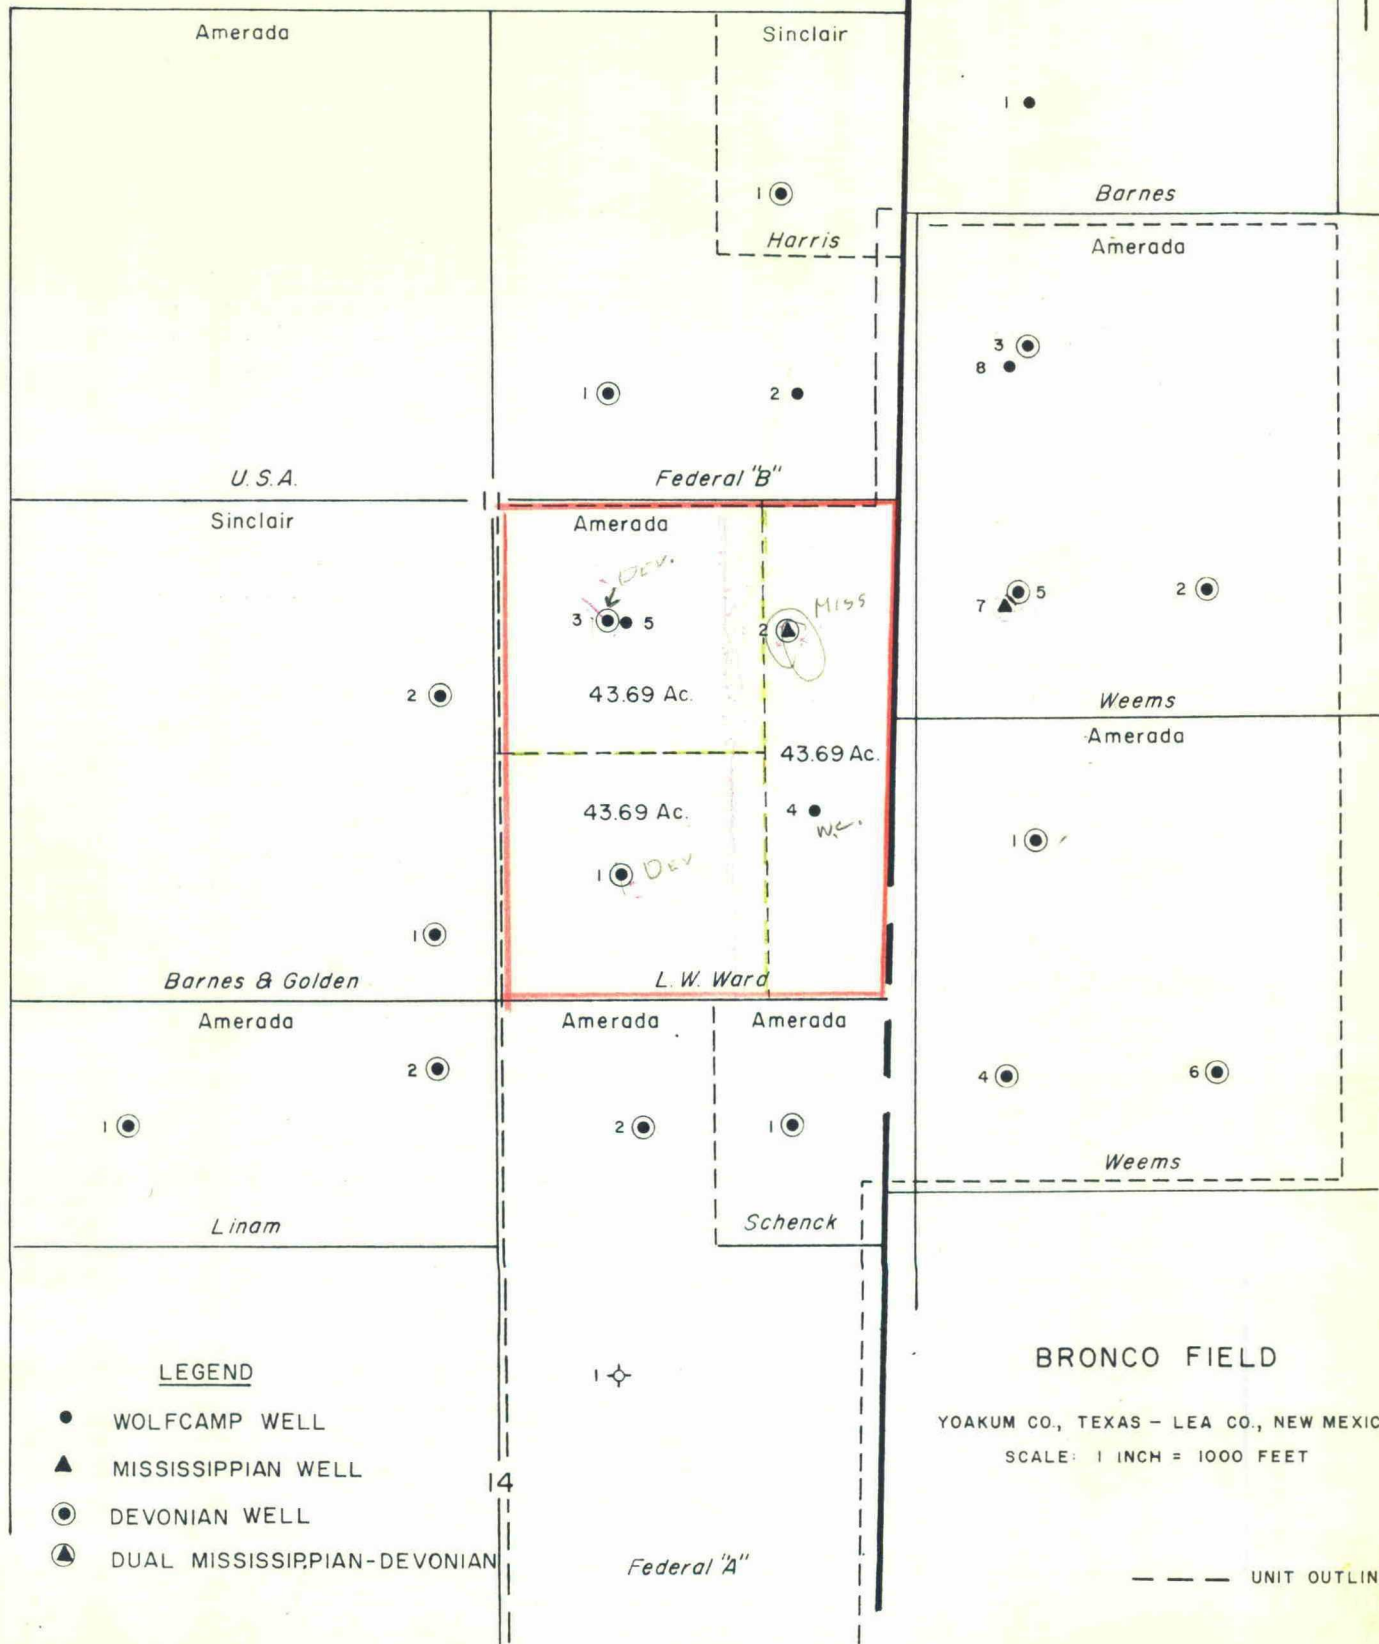 Amerada
Sinclair
1
Barnes
1
Harris
Amerada
3
8
1
2
U.S.A.
Federal "B"
Sinclair
Amerada
Dev.
3
5
2
Miss
7
5
2
2
43.69 Ac.
Weems
Amerada
43.69 Ac.
43.69 Ac.
4
W.C.
1
1
Dev
1
Barnes & Golden
L. W. Ward
Amerada
Amerada
Amerada
2
1
2
1
4
6
Weems
Linam
Schenck
1
LEGEND
WOLFCAMP WELL
MISSISSIPPIAN WELL
DEVONIAN WELL
DUAL MISSISSIPPIAN-DEVONIAN
14
Federal "A"
BRONCO FIELD
YOAKUM CO., TEXAS – LEA CO., NEW MEXIC
SCALE: 1 INCH = 1000 FEET
UNIT OUTLIN